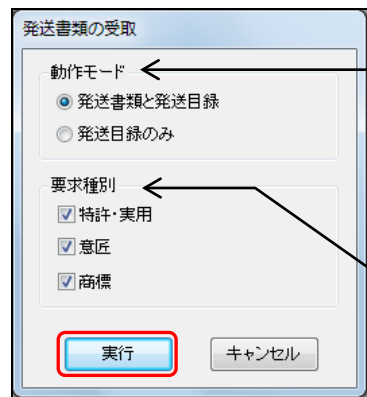 発送書類の受取
動作モード
発送書類と発送目録
発送目録のみ
要求種別
特許・実用
意匠
商標
実行
キャンセル